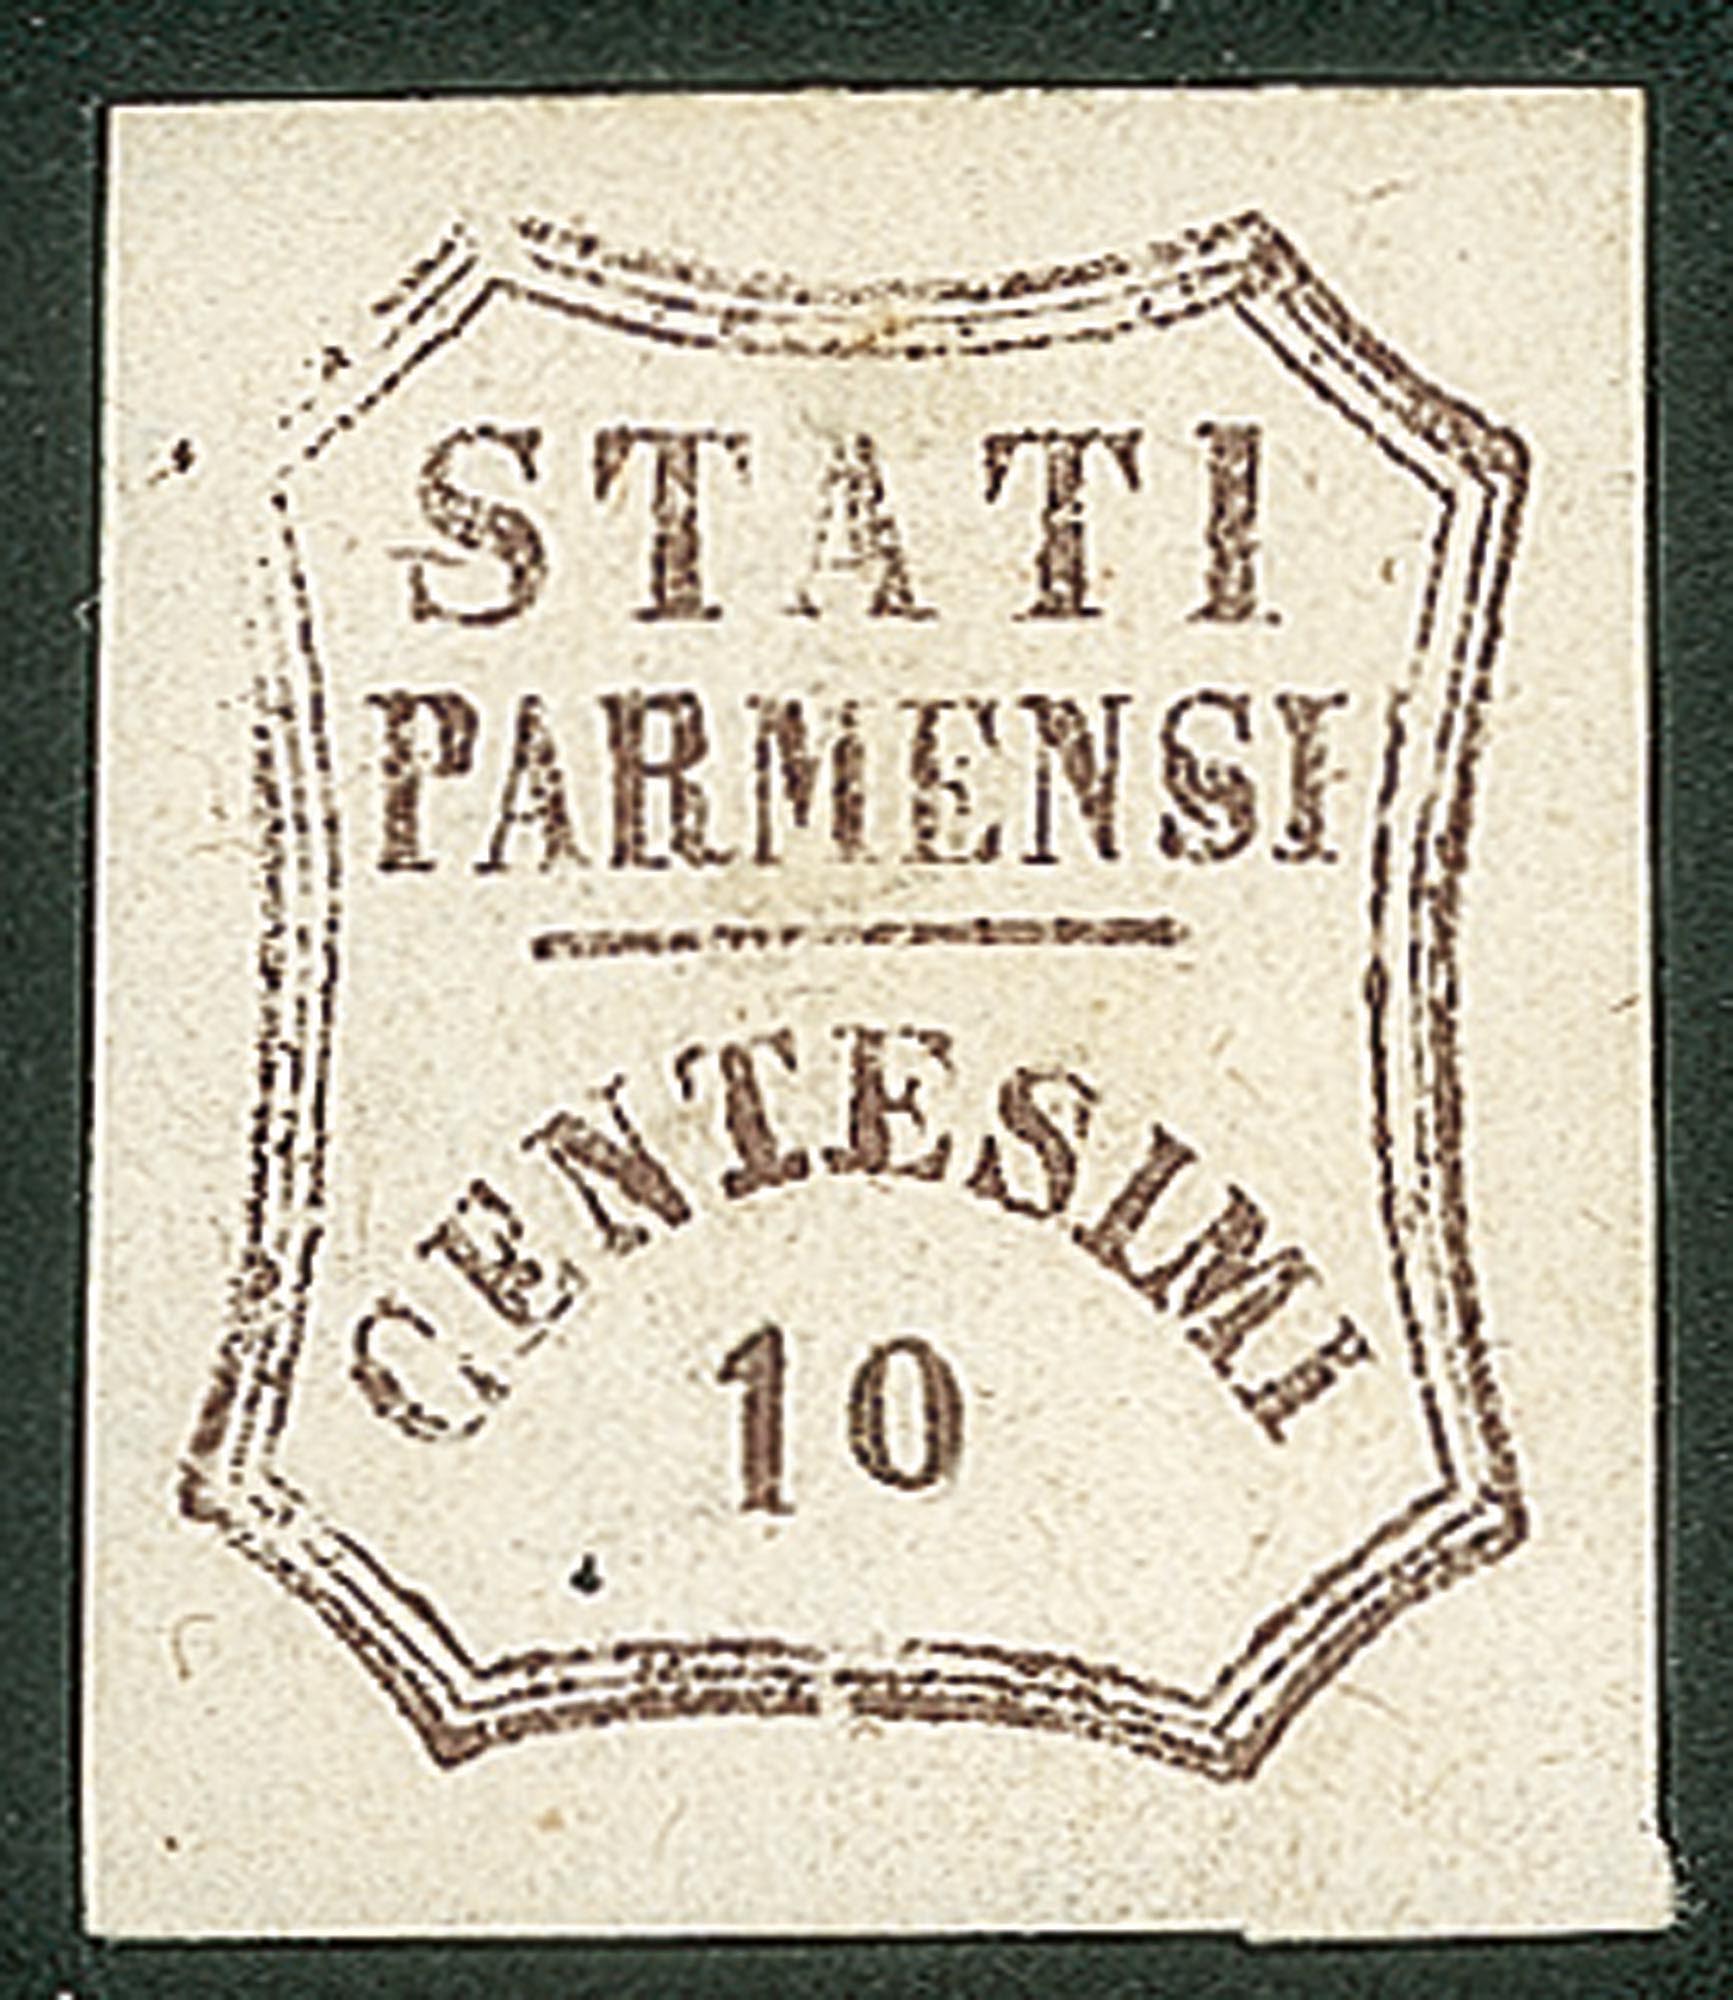 STATI
PARMENSI
CENTESIMI
10